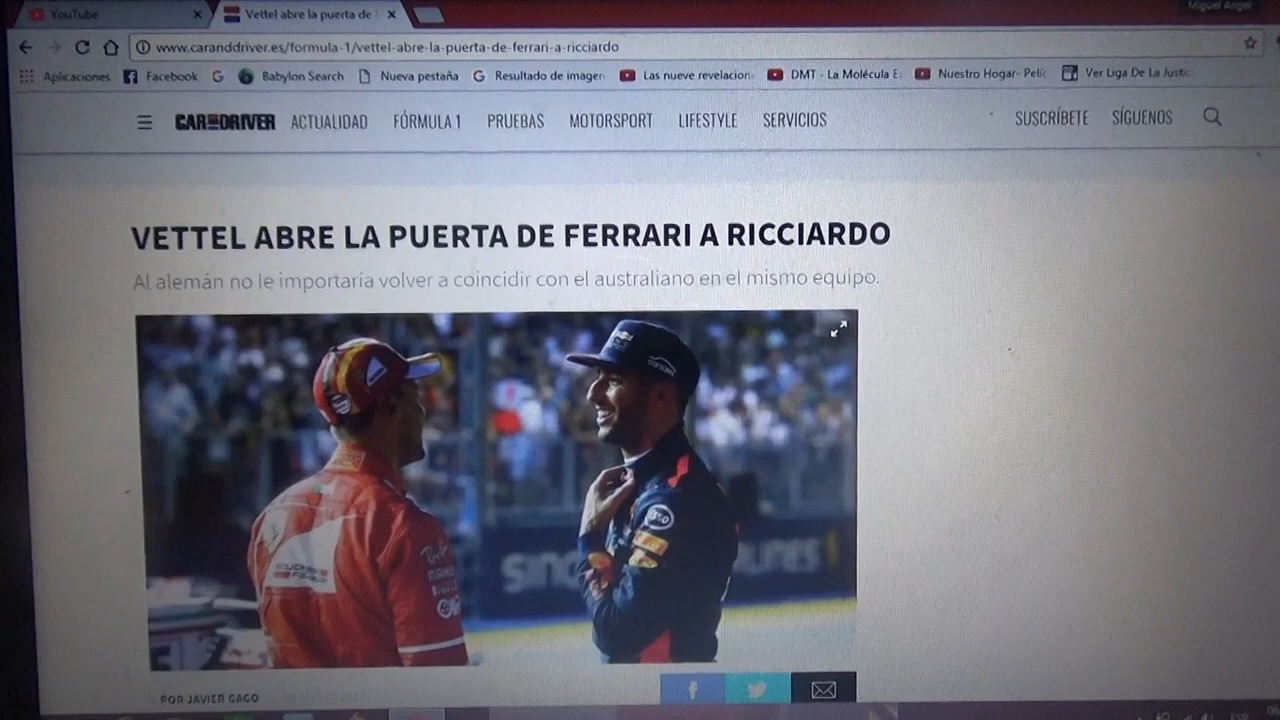 Miguel Angel
YouTube
Vettel abre la puerta de
www.caranddriver.es/formula-1/vettel-abre-la-puerta-de-ferrari-a-ricciardo
Aplicaciones Facebook Babylon Search Nueva pestaña Resultado de imagen Las nueve revelacion DMT - La Molécula E Nuestro Hogar- Pelíc Ver Liga De La Justic
CAR DRIVER ACTUALIDAD FÓRMULA 1 PRUEBAS MOTORSPORT LIFESTYLE SERVICIOS SUSCRÍBETE SÍGUENOS
VETTEL ABRE LA PUERTA DE FERRARI A RICCIARDO
Al alemán no le importaría volver a coincidir con el australiano en el mismo equipo.
POR JAVIER GAGO